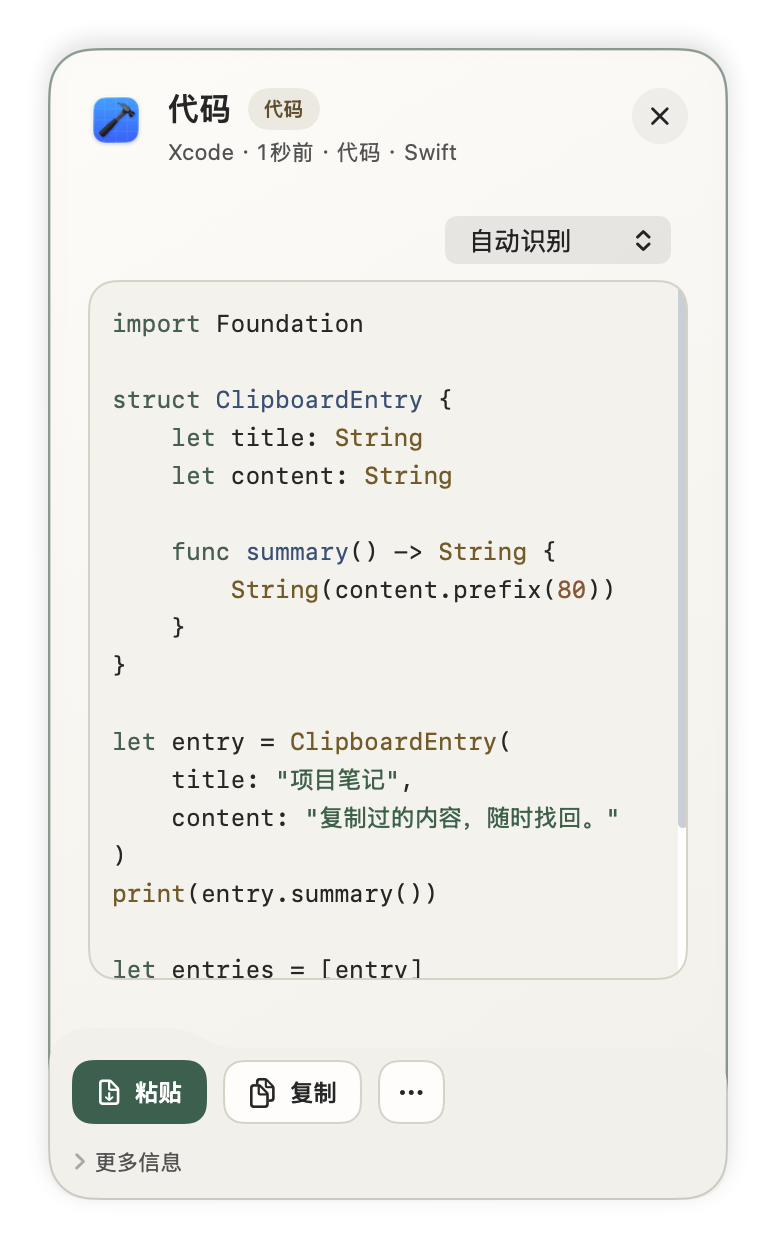 代码 代码
Xcode · 1秒前 · 代码 · Swift
自动识别
import Foundation

struct ClipboardEntry {
    let title: String
    let content: String

    func summary() -> String {
        String(content.prefix(80))
    }
}

let entry = ClipboardEntry(
    title: "项目笔记",
    content: "复制过的内容，随时找回。"
)
print(entry.summary())

let entries = [entry]
粘贴 复制 ···
更多信息